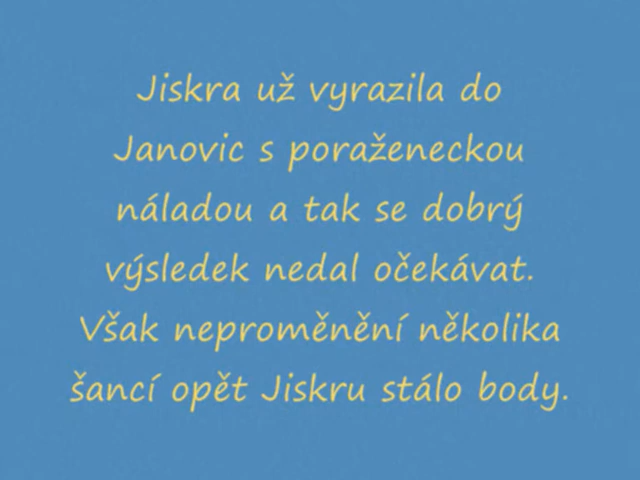 Jiskra už vyrazila do
Janovic s poraženeckou
náladou a tak se dobrý
výsledek nedal očekávat.
Však neproměnění několika
šancí opět Jiskru stálo body.